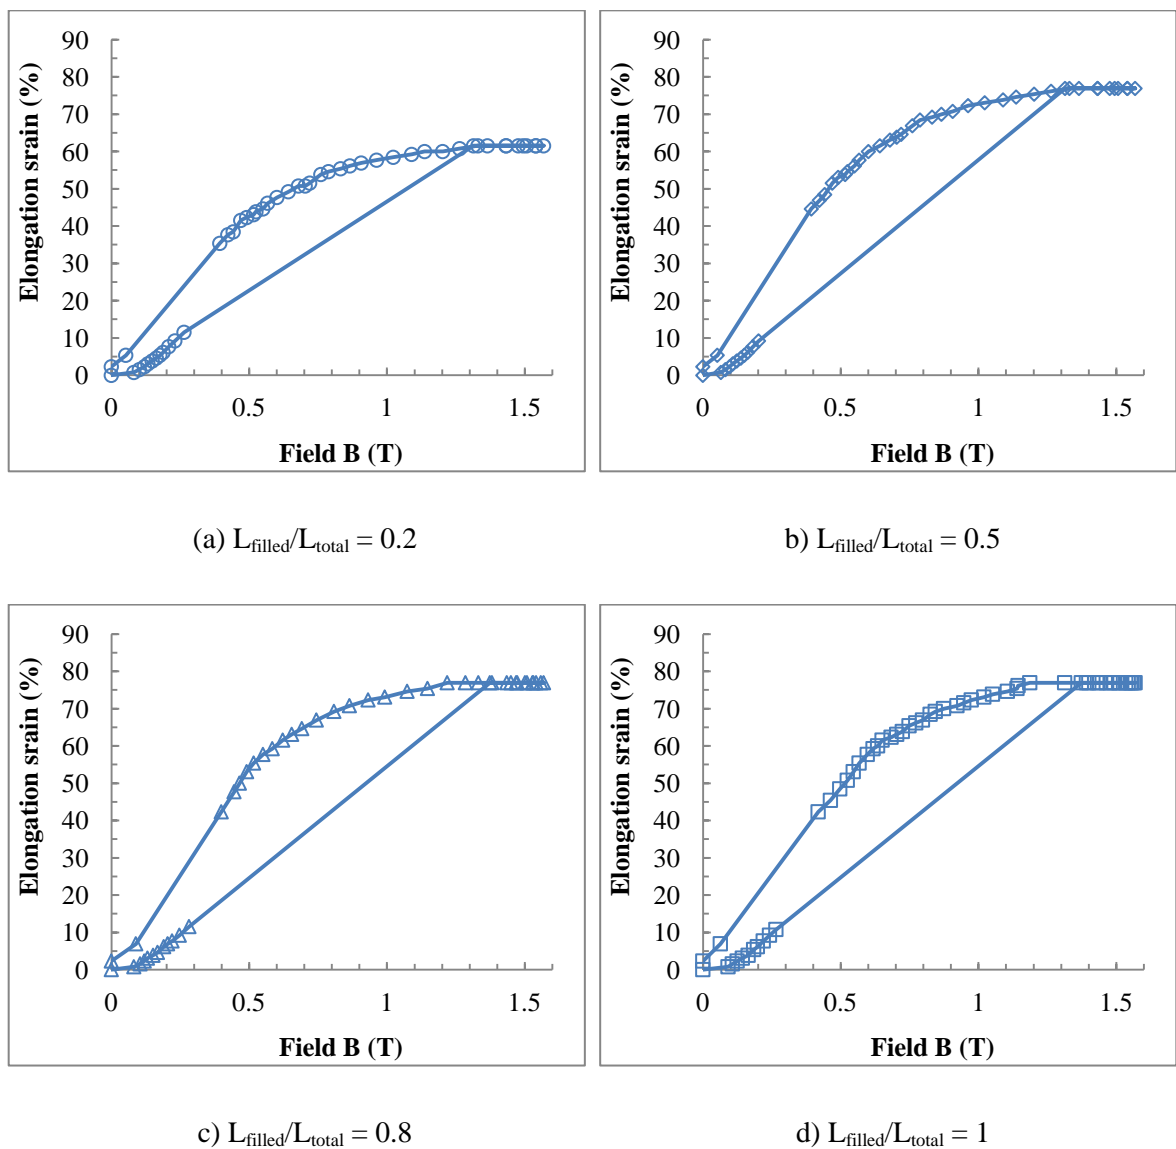 90
80
70
60
50
40
30
20
10
0
Elongation srain (%)
0 0.5 1 1.5
Field B (T)
90
80
70
60
50
40
30
20
10
0
Elongation srain (%)
0 0.5 1 1.5
Field B (T)
(a) Lfilled/Ltotal = 0.2
b) Lfilled/Ltotal = 0.5
90
80
70
60
50
40
30
20
10
0
Elongation srain (%)
0 0.5 1 1.5
Field B (T)
90
80
70
60
50
40
30
20
10
0
Elongation srain (%)
0 0.5 1 1.5
Field B (T)
c) Lfilled/Ltotal = 0.8
d) Lfilled/Ltotal = 1